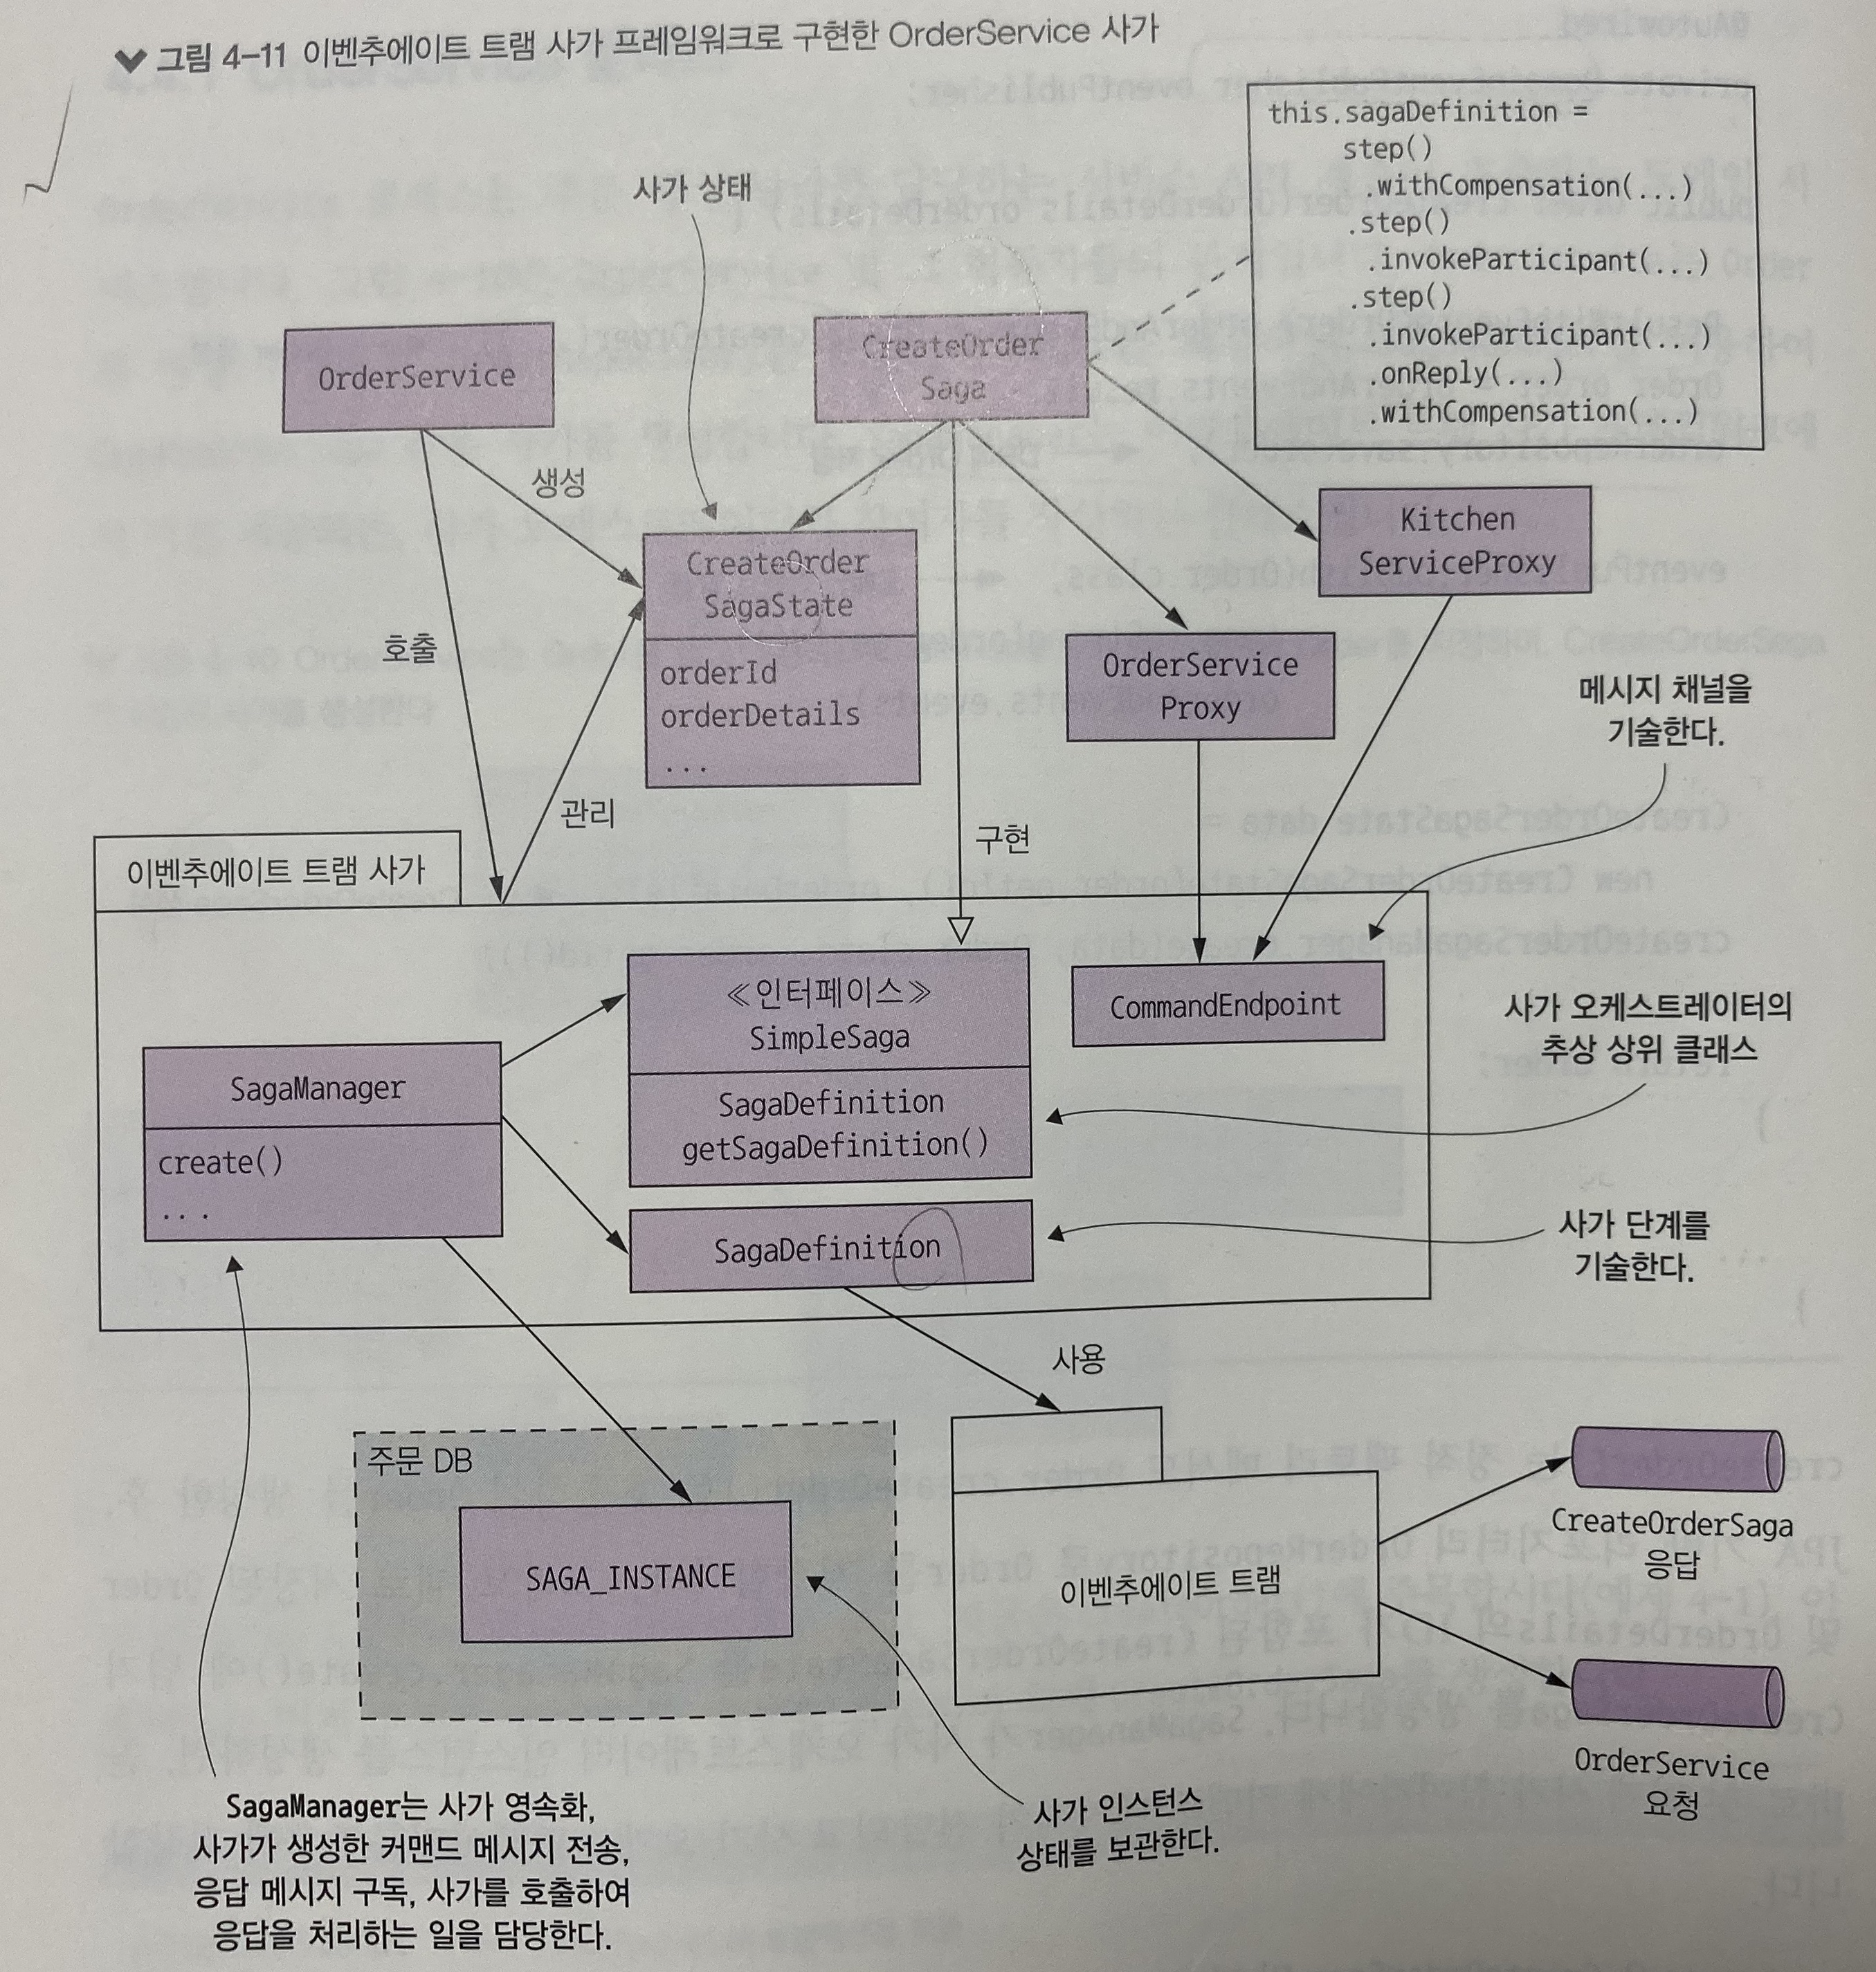 그림 4-11 이벤추에이트 트램 사가 프레임워크로 구현한 OrderService 사가
this.sagaDefinition =
step()
.withCompensation(...)
.step()
.invokeParticipant(...)
.step()
.invokeParticipant(...)
.onReply(...)
.withCompensation(...)
사가 상태
OrderService
CreateOrder
Saga
생성
Kitchen
ServiceProxy
CreateOrder
SagaState
orderId
orderDetails
...
호출
OrderService
Proxy
메시지 채널을
기술한다.
관리
구현
이벤추에이트 트램 사가
≪인터페이스≫
SimpleSaga
SagaDefinition
getSagaDefinition()
CommandEndpoint
사가 오케스트레이터의
추상 상위 클래스
SagaManager
create()
...
SagaDefinition
사가 단계를
기술한다.
사용
주문 DB
SAGA_INSTANCE
이벤추에이트 트램
CreateOrderSaga
응답
OrderService
요청
SagaManager는 사가 영속화,
사가가 생성한 커맨드 메시지 전송,
응답 메시지 구독, 사가를 호출하여
응답을 처리하는 일을 담당한다.
사가 인스턴스
상태를 보관한다.